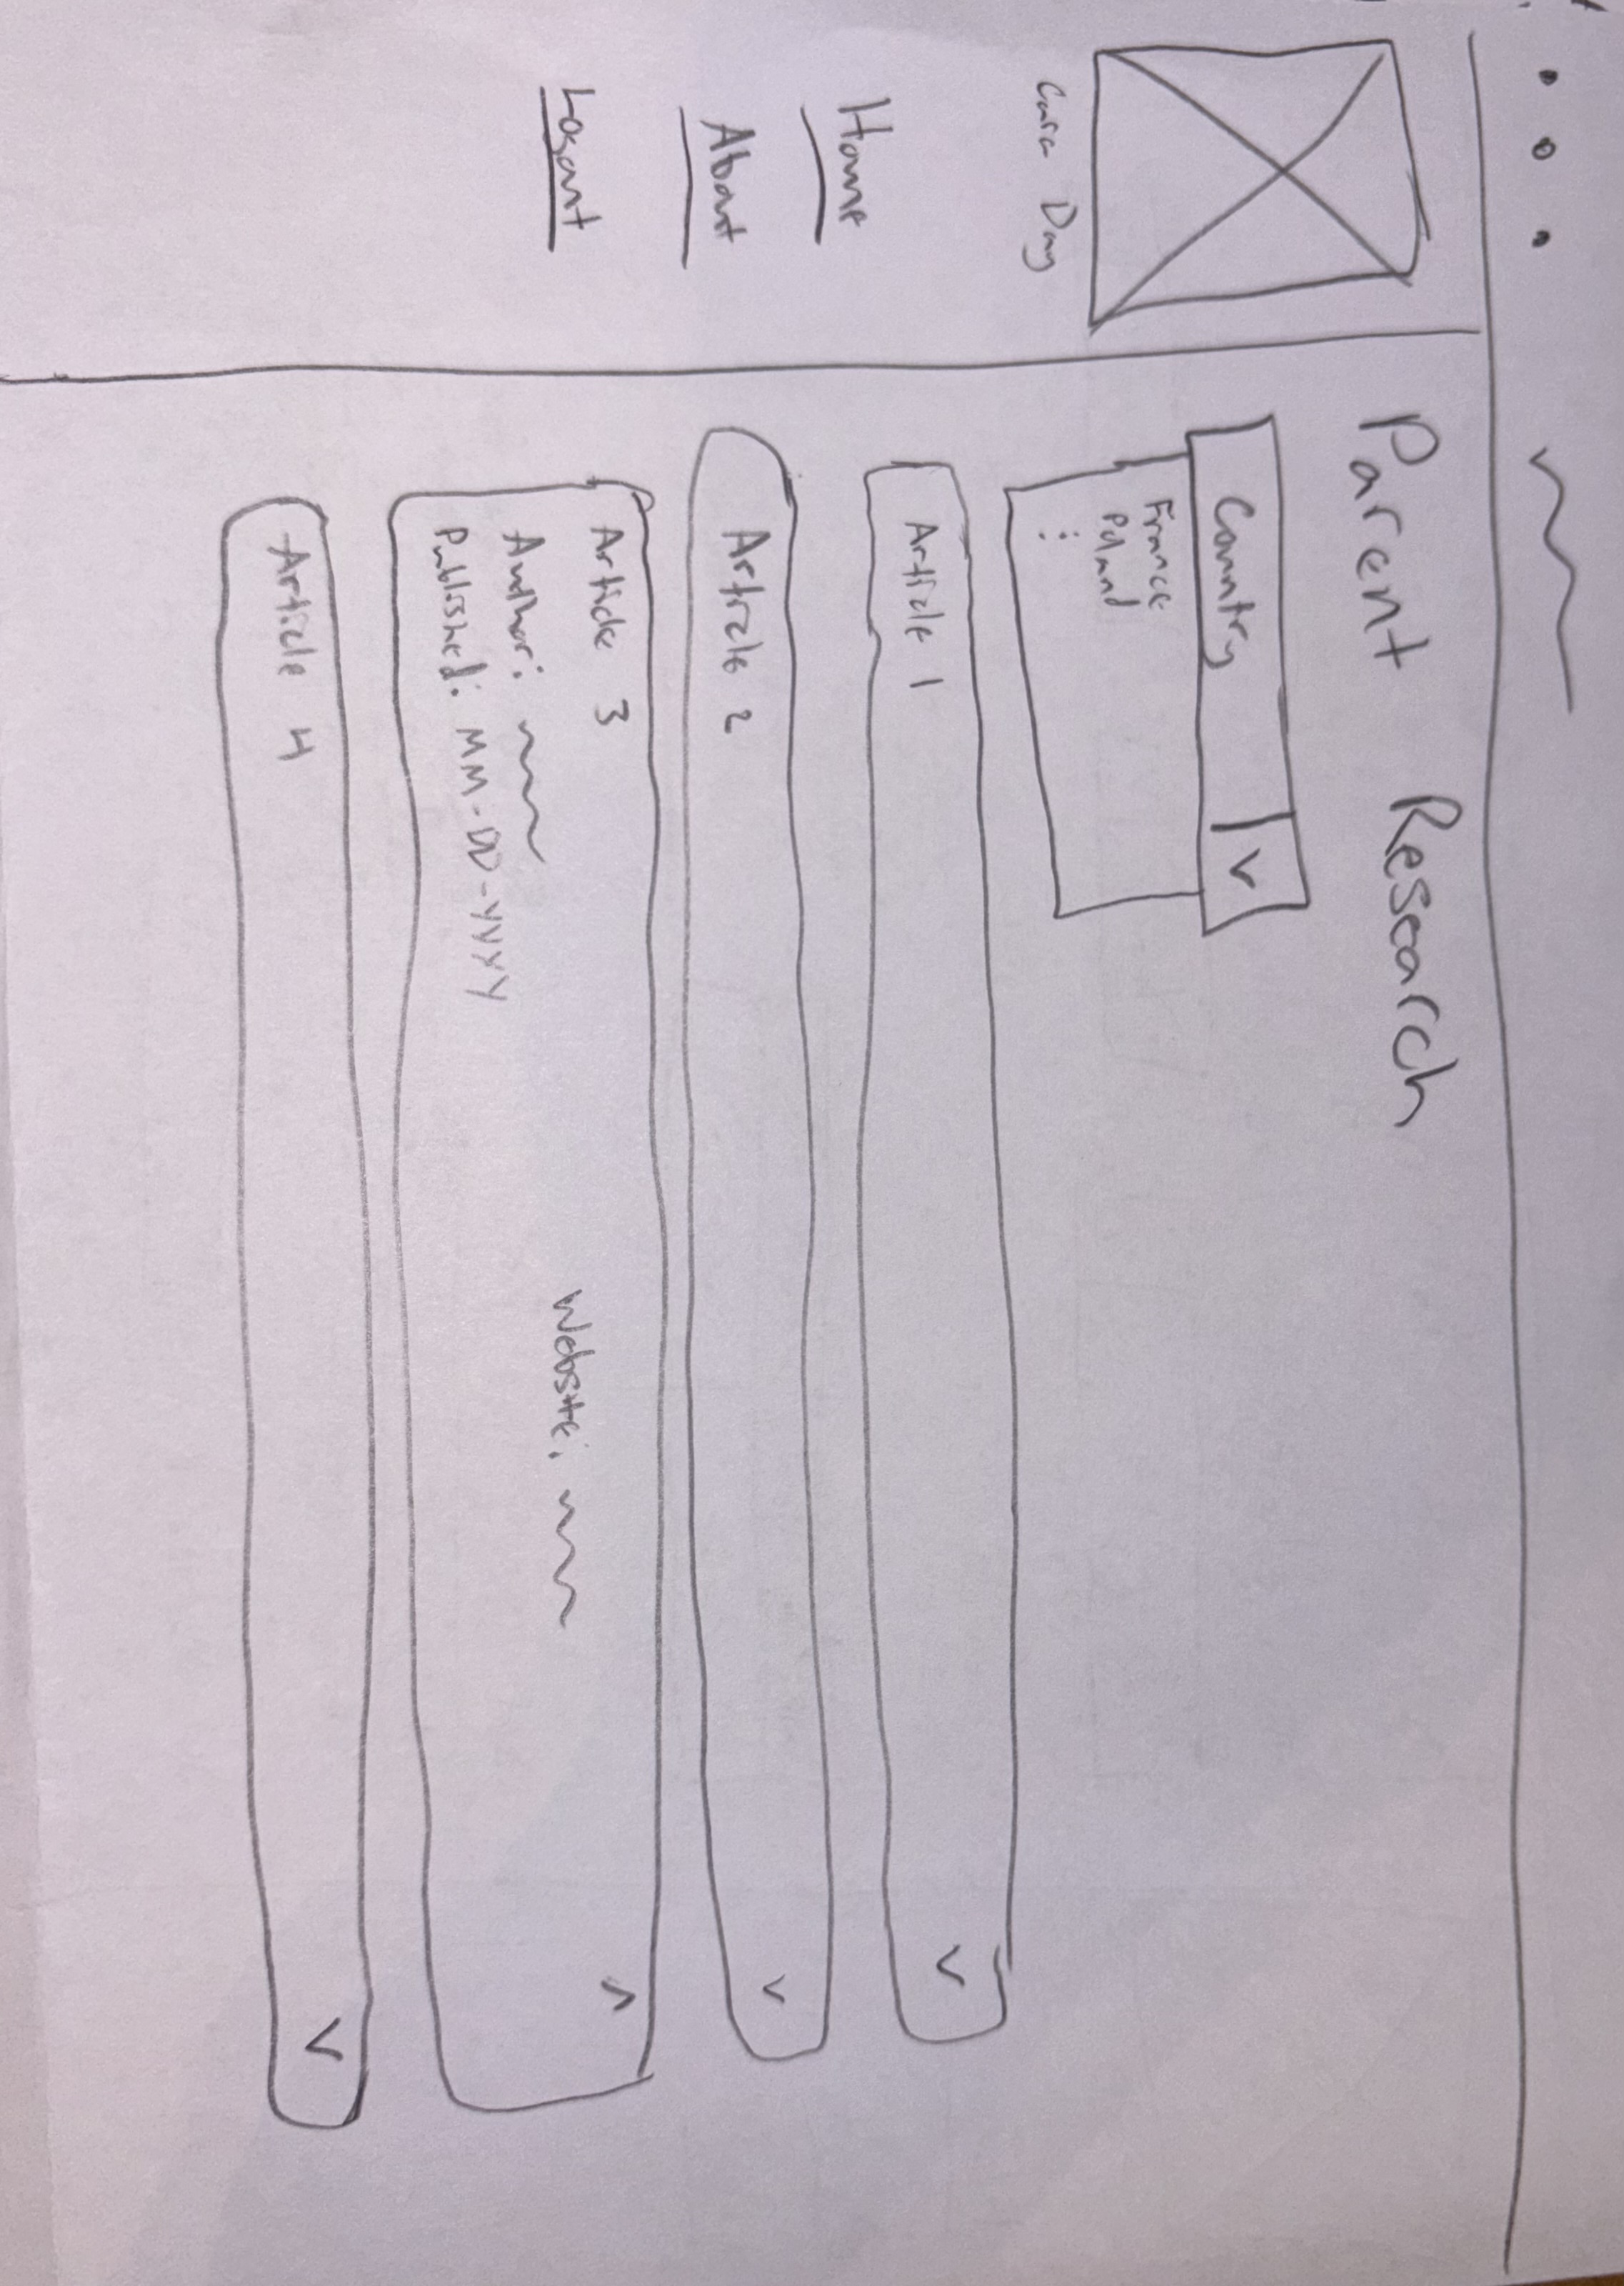 Parent Research
Cara Day
Home
About
Logout
Country
France
Poland
Article 1
Article 2
Article 3
Author:
Website:
Published: MM-DD-YYYY
Article 4